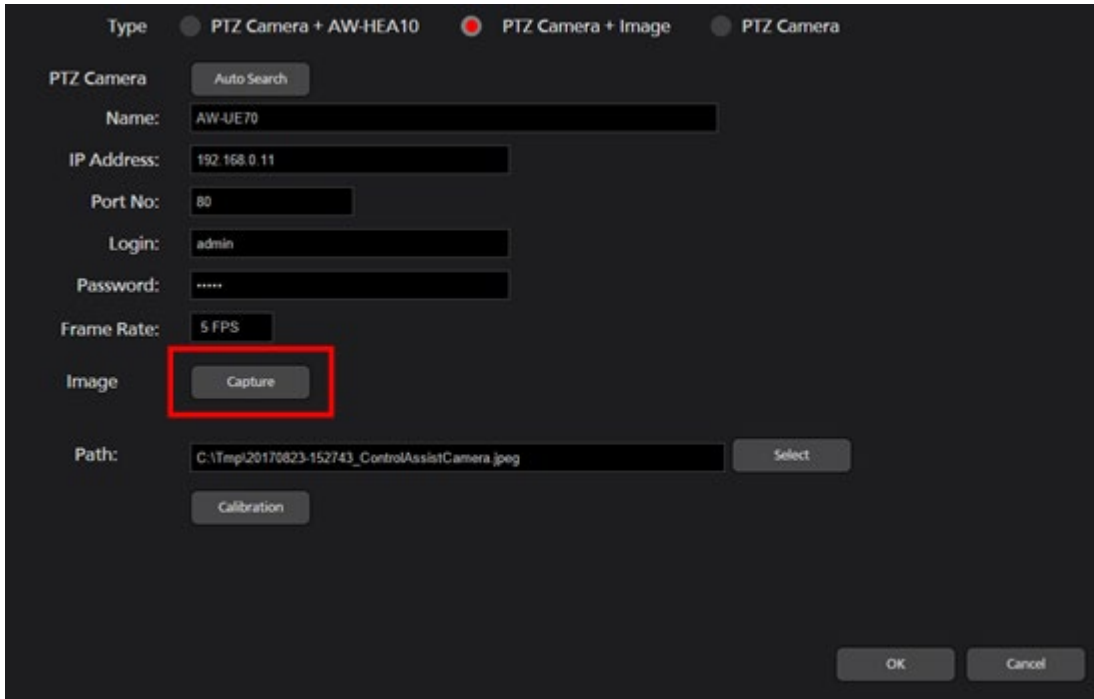 Type PTZ Camera + AW-HEA10 PTZ Camera + Image PTZ Camera
PTZ Camera Auto Search
Name: AW-UE70
IP Address: 192.168.0.11
Port No: 80
Login: admin
Password: •••••
Frame Rate: 5 FPS
Image Capture
Path: C:\Tmp\20170823-152743_ControlAssistCamera.jpeg Select
Calibration
OK Cancel